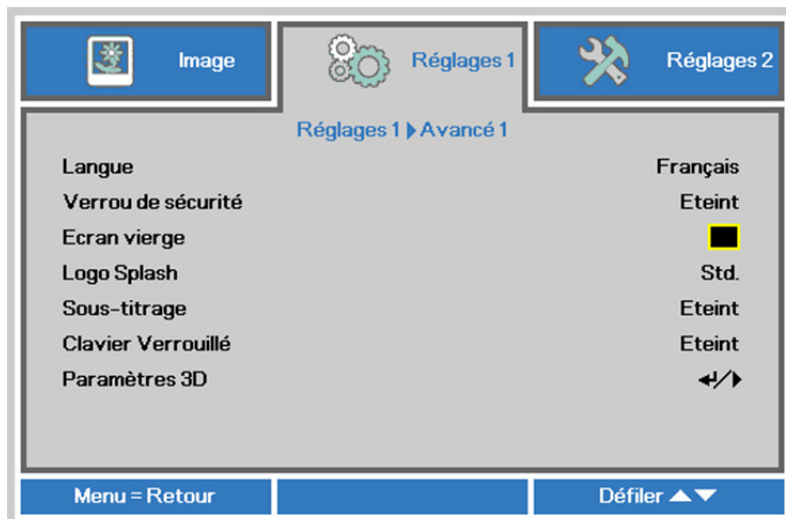 Image
Réglages 1
Réglages 2
Réglages 1 ▶ Avancé 1
Langue Français
Verrou de sécurité Eteint
Ecran vierge
Logo Splash Std.
Sous-titrage Eteint
Clavier Verrouillé Eteint
Paramètres 3D ↵/▶
Menu = Retour
Défiler ▲▼